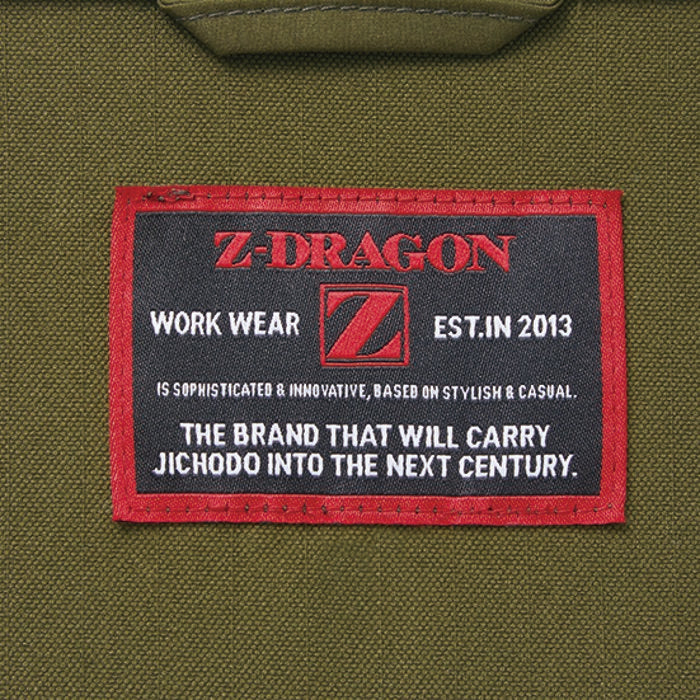 Z-DRAGON
WORK WEAR Z EST.IN 2013
IS SOPHISTICATED & INNOVATIVE, BASED ON STYLISH & CASUAL.
THE BRAND THAT WILL CARRY
JICHODO INTO THE NEXT CENTURY.